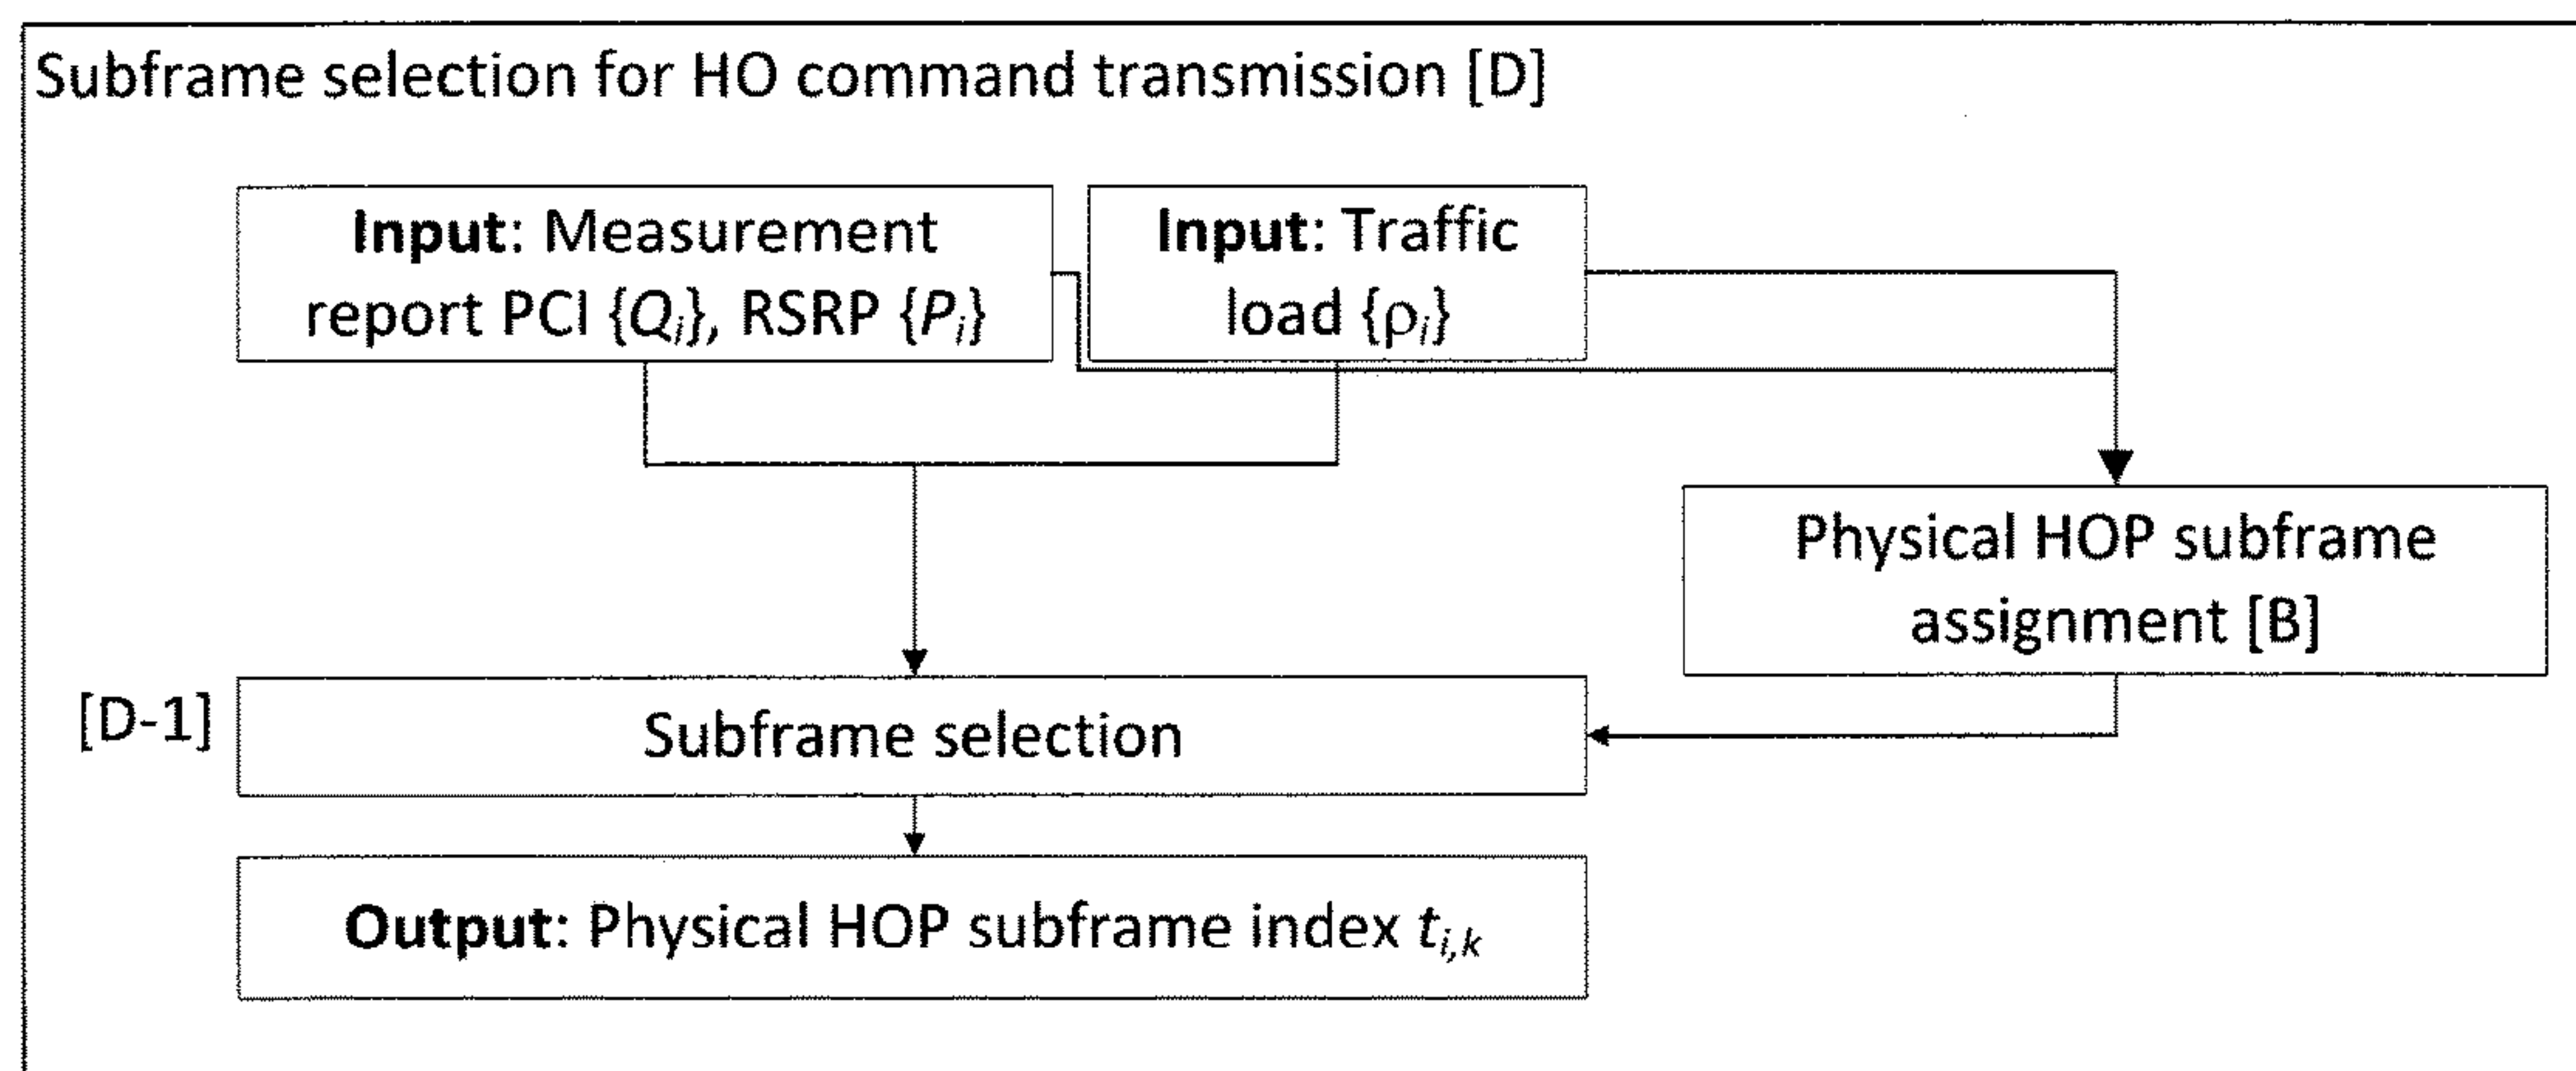 Subframe selection for HO command transmission [D]
Input: Measurement
report PCI {Qi}, RSRP {Pi}
Input: Traffic
load {ρi}
Physical HOP subframe
assignment [B]
[D-1]
Subframe selection
Output: Physical HOP subframe index ti,k